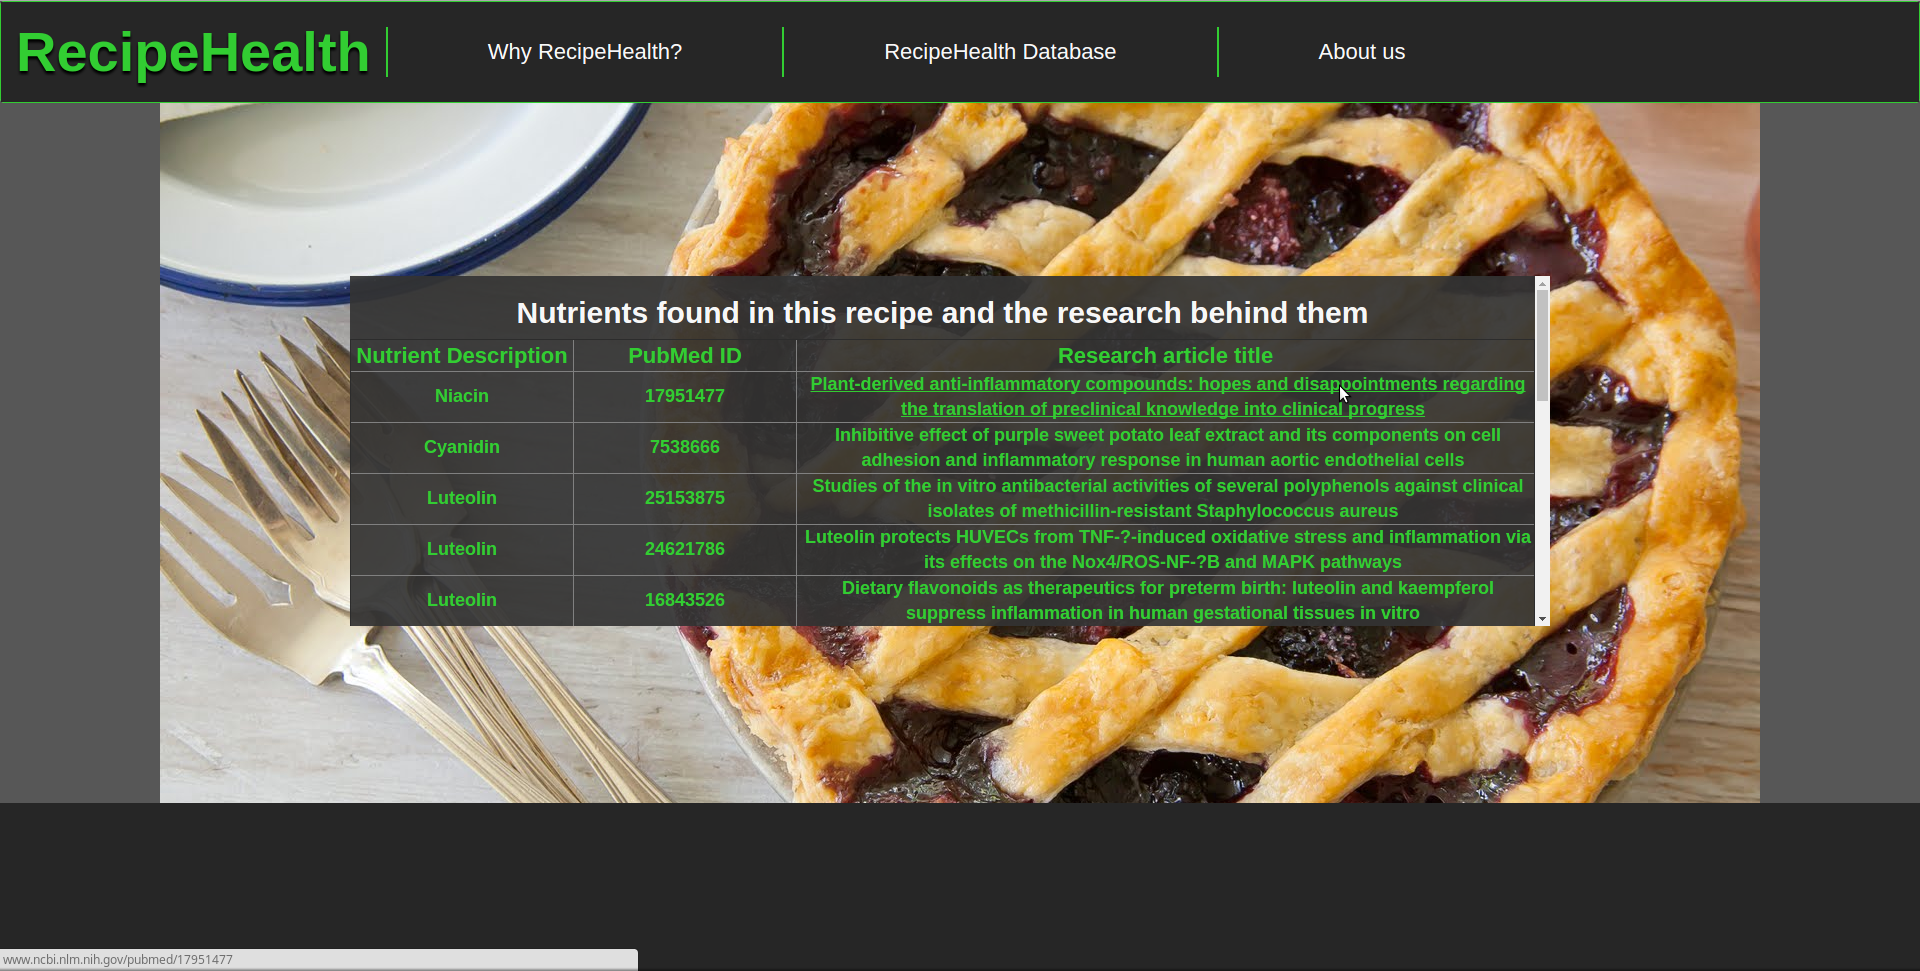 RecipeHealth
Why RecipeHealth?
RecipeHealth Database
About us
Nutrients found in this recipe and the research behind them
Nutrient Description
PubMed ID
Research article title
Niacin
17951477
Plant-derived anti-inflammatory compounds: hopes and disappointments regarding
the translation of preclinical knowledge into clinical progress
Cyanidin
7538666
Inhibitive effect of purple sweet potato leaf extract and its components on cell
adhesion and inflammatory response in human aortic endothelial cells
Luteolin
25153875
Studies of the in vitro antibacterial activities of several polyphenols against clinical
isolates of methicillin-resistant Staphylococcus aureus
Luteolin
24621786
Luteolin protects HUVECs from TNF-?-induced oxidative stress and inflammation via
its effects on the Nox4/ROS-NF-?B and MAPK pathways
Luteolin
16843526
Dietary flavonoids as therapeutics for preterm birth: luteolin and kaempferol
suppress inflammation in human gestational tissues in vitro
www.ncbi.nlm.nih.gov/pubmed/17951477